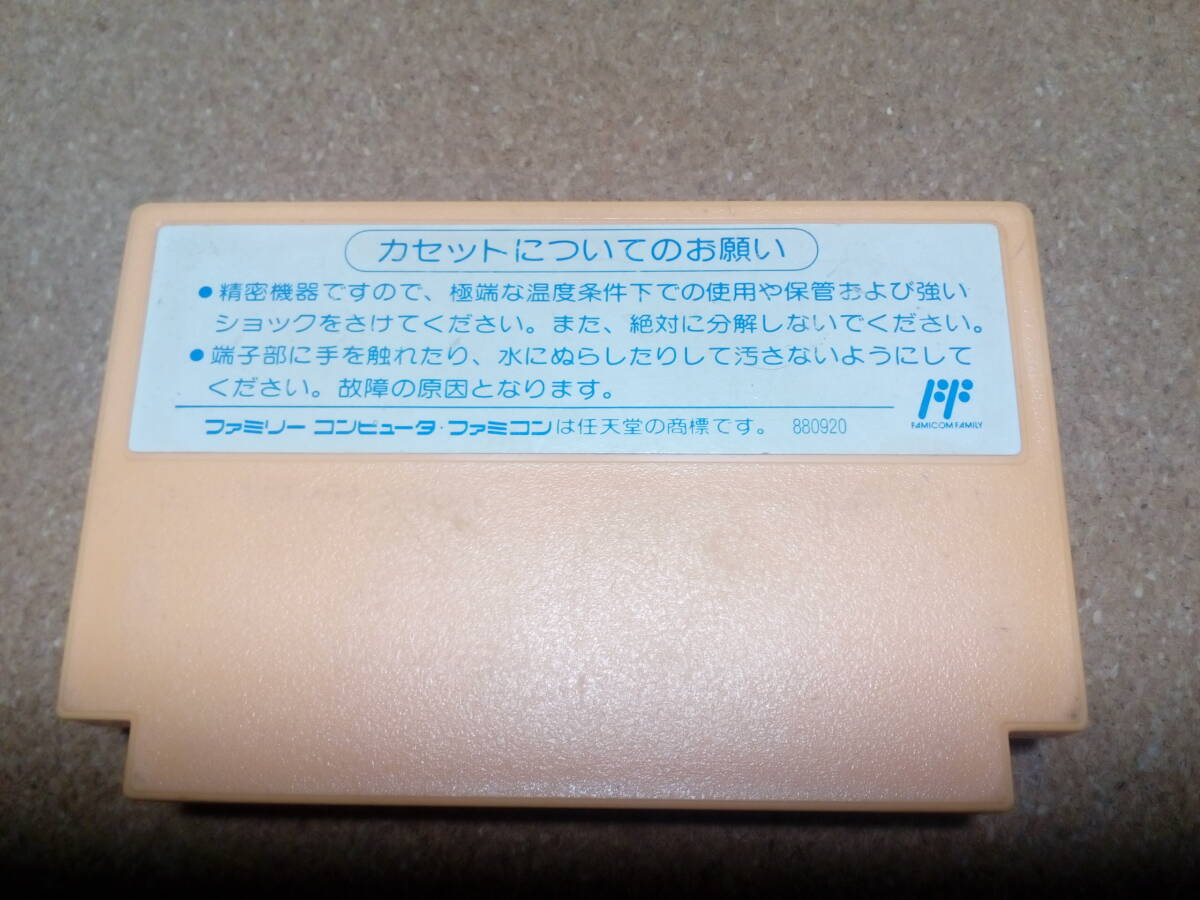 カセットについてのお願い
●精密機器ですので、極端な温度条件下での使用や保管および強い
ショックをさけてください。また、絶対に分解しないでください。
●端子部に手を触れたり、水にぬらしたりして汚さないようにして
ください。故障の原因となります。
FAMICOM FAMILY
ファミリー コンピュータ・ファミコンは任天堂の商標です。 880920